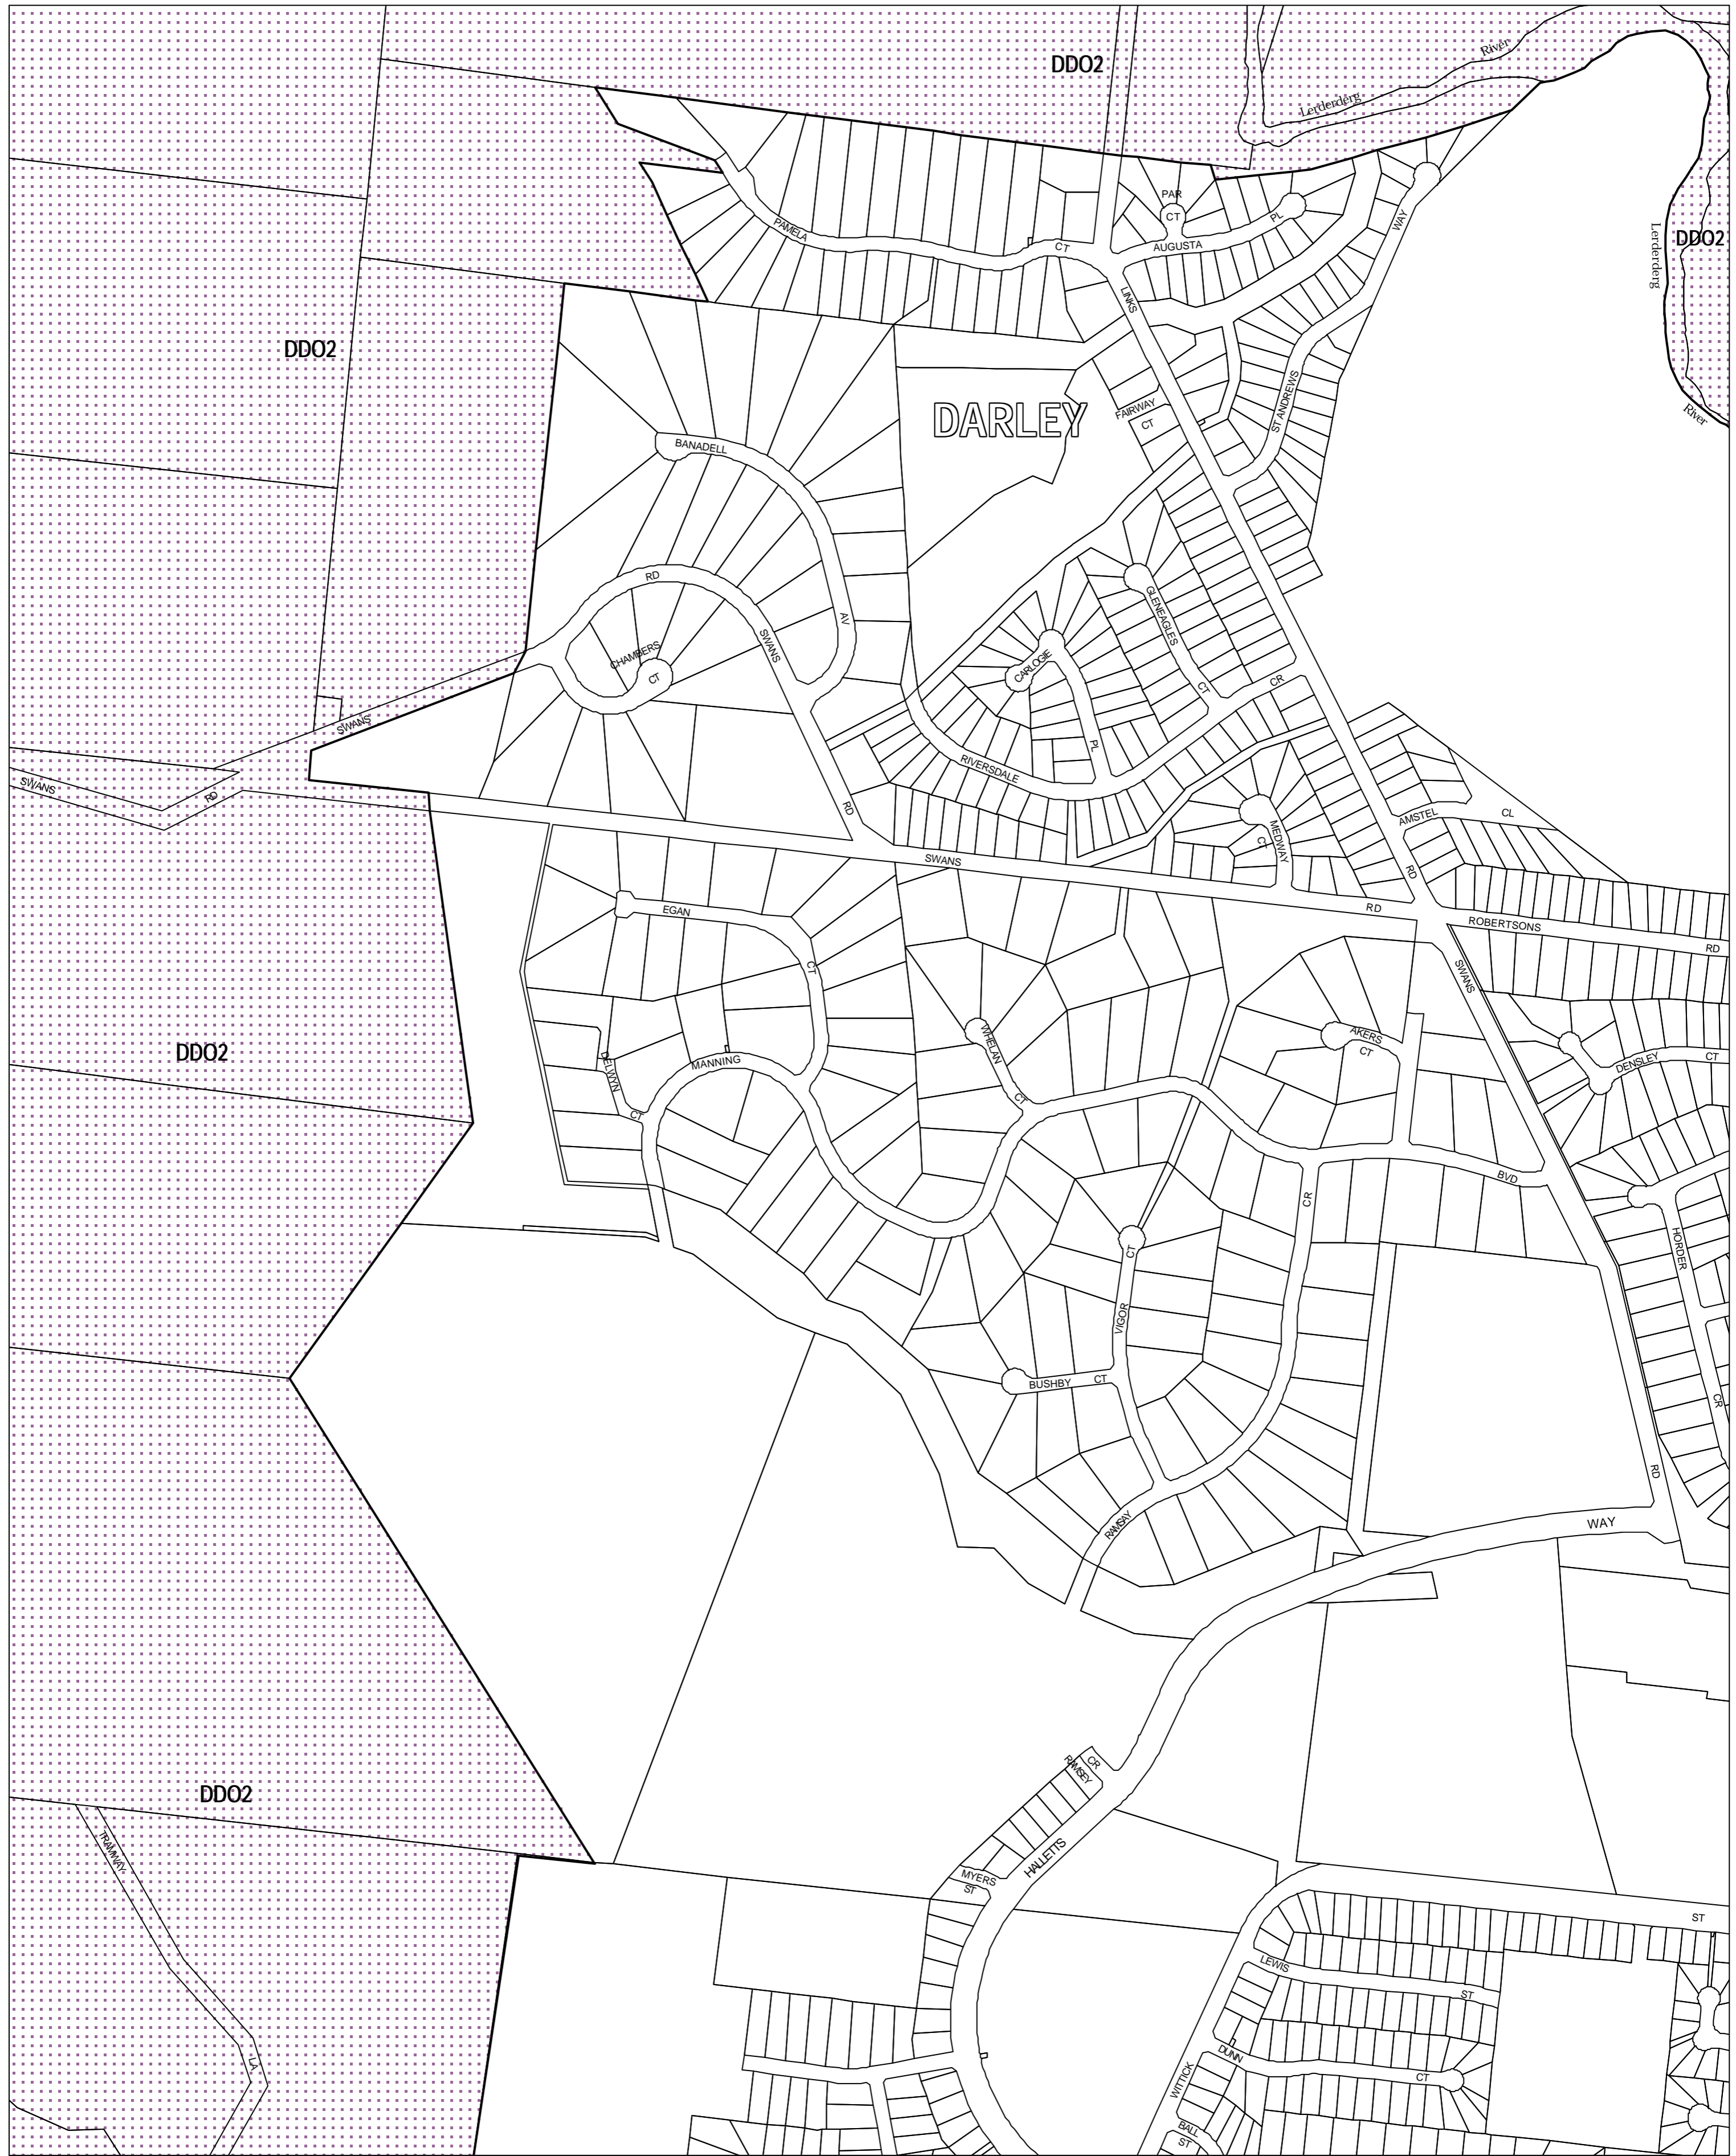 DDO2
River
Lerderderg
PAR
CT
PL
WAY
PAMELA
CT
AUGUSTA
DDO2
Lerderderg
LINKS
DDO2
ST ANDREWS
DARLEY
FAIRWAY
CT
River
BANADELL
RD
AV
GLENEAGLES
SWANS
CHAMBERS
CT
CARLOGIE
CT
CR
SWANS
PL
RIVERSDALE
SWANS
RD
RD
AMSTEL
CL
MEDWAY
CT
SWANS
RD
EGAN
RD
ROBERTSONS
RD
CT
SWANS
WHELAN
AKERS
CT
DDO2
MANNING
DENSLEY
CT
DELWYN
CT
CT
BVD
CR
HORDER
CT
VIGOR
BUSHBY
CT
CR
RD
RAMSAY
WAY
RAMSEY
CR
DDO2
TRAMWAY
HALLETTS
MYERS
ST
ST
LEWIS
ST
DUNN
CT
LA
WITTICK
BALL
ST